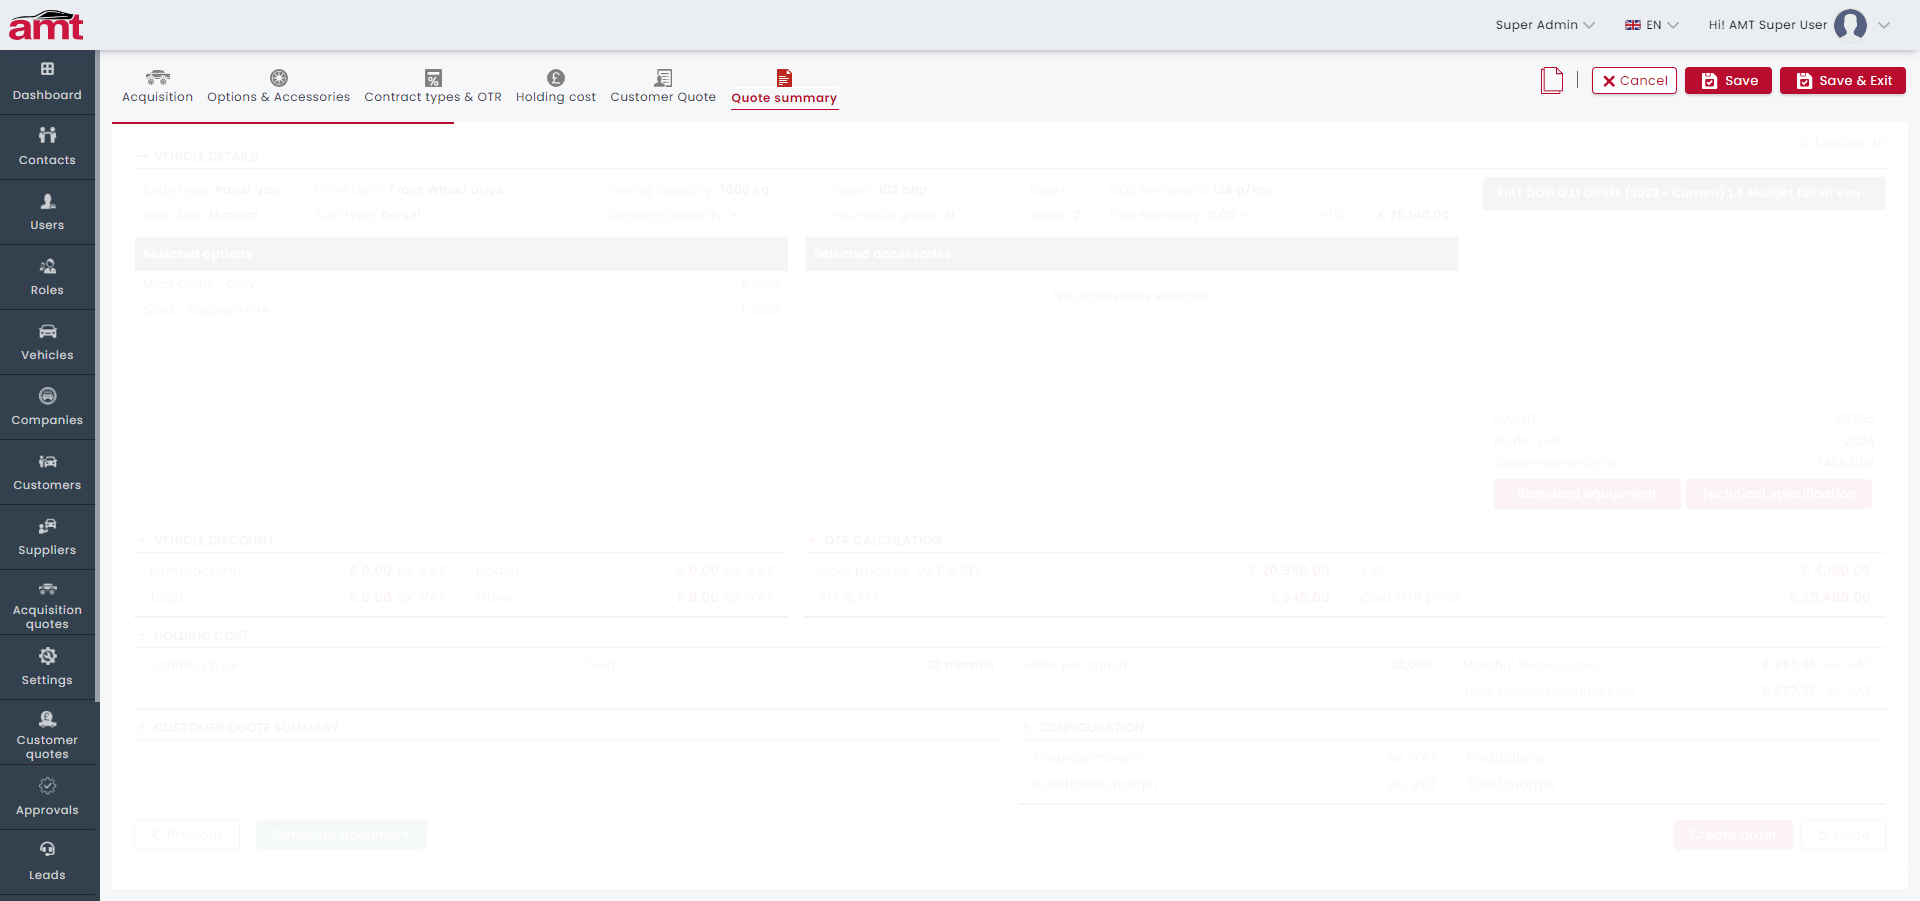 amt
Super Admin
EN
Hi! AMT Super User
Dashboard
Contacts
Users
Roles
Vehicles
Companies
Customers
Suppliers
Acquisition
quotes
Settings
Customer
quotes
Approvals
Leads
Acquisition
Options & Accessories
Contract types & OTR
Holding cost
Customer Quote
Quote summary
Cancel
Save
Save & Exit
Expand all
VEHICLE DETAILS
Body type: Panel Van
Drive train: Front Wheel Drive
Towing capacity: 1000 kg
Power: 102 bhp
Doors:
CO2 emissions: 136 g/km
Gear box: Manual
Fuel type: Diesel
Luggage capacity: -
Insurance group: N
Seats: 2
Fuel economy: 0.00 -
£ 25,140.00
FIAT DOBLO L1 DIESEL (2023 - Current) 1.5 Multijet 100 H1 Van
Selected options
Mica Cloth - Grey £ 0.00
Solid - Gelato white £ 0.00
Selected accessories
No accessories selected
CAP ID:
Model year: 2024
Quote reference no.:
Standard equipment
Technical specification
VEHICLE DISCOUNT
Manufacturer £ 0.00 ex. VAT Dealer £ 0.00 ex. VAT
Total £ 0.00 ex. VAT Other £ 0.00 ex. VAT
OTR CALCULATION
Cost price ex. VAT & RFL £ 20,950.00 VAT £ 4,190.00
RFL & FRF £ 345.00 Cost OTR price £ 25,485.00
HOLDING COST
Contract type Term 22 months Miles per annum 22,000 Monthly finance cost £ 657.36 ex. VAT
Total monthly holding cost £ 657.36 ex. VAT
CUSTOMER QUOTE SUMMARY
CONFIGURATION
Finance margin ex. VAT Deductions
Additional margin ex. VAT Total margin
Previous
Generate document
Create order
Undo